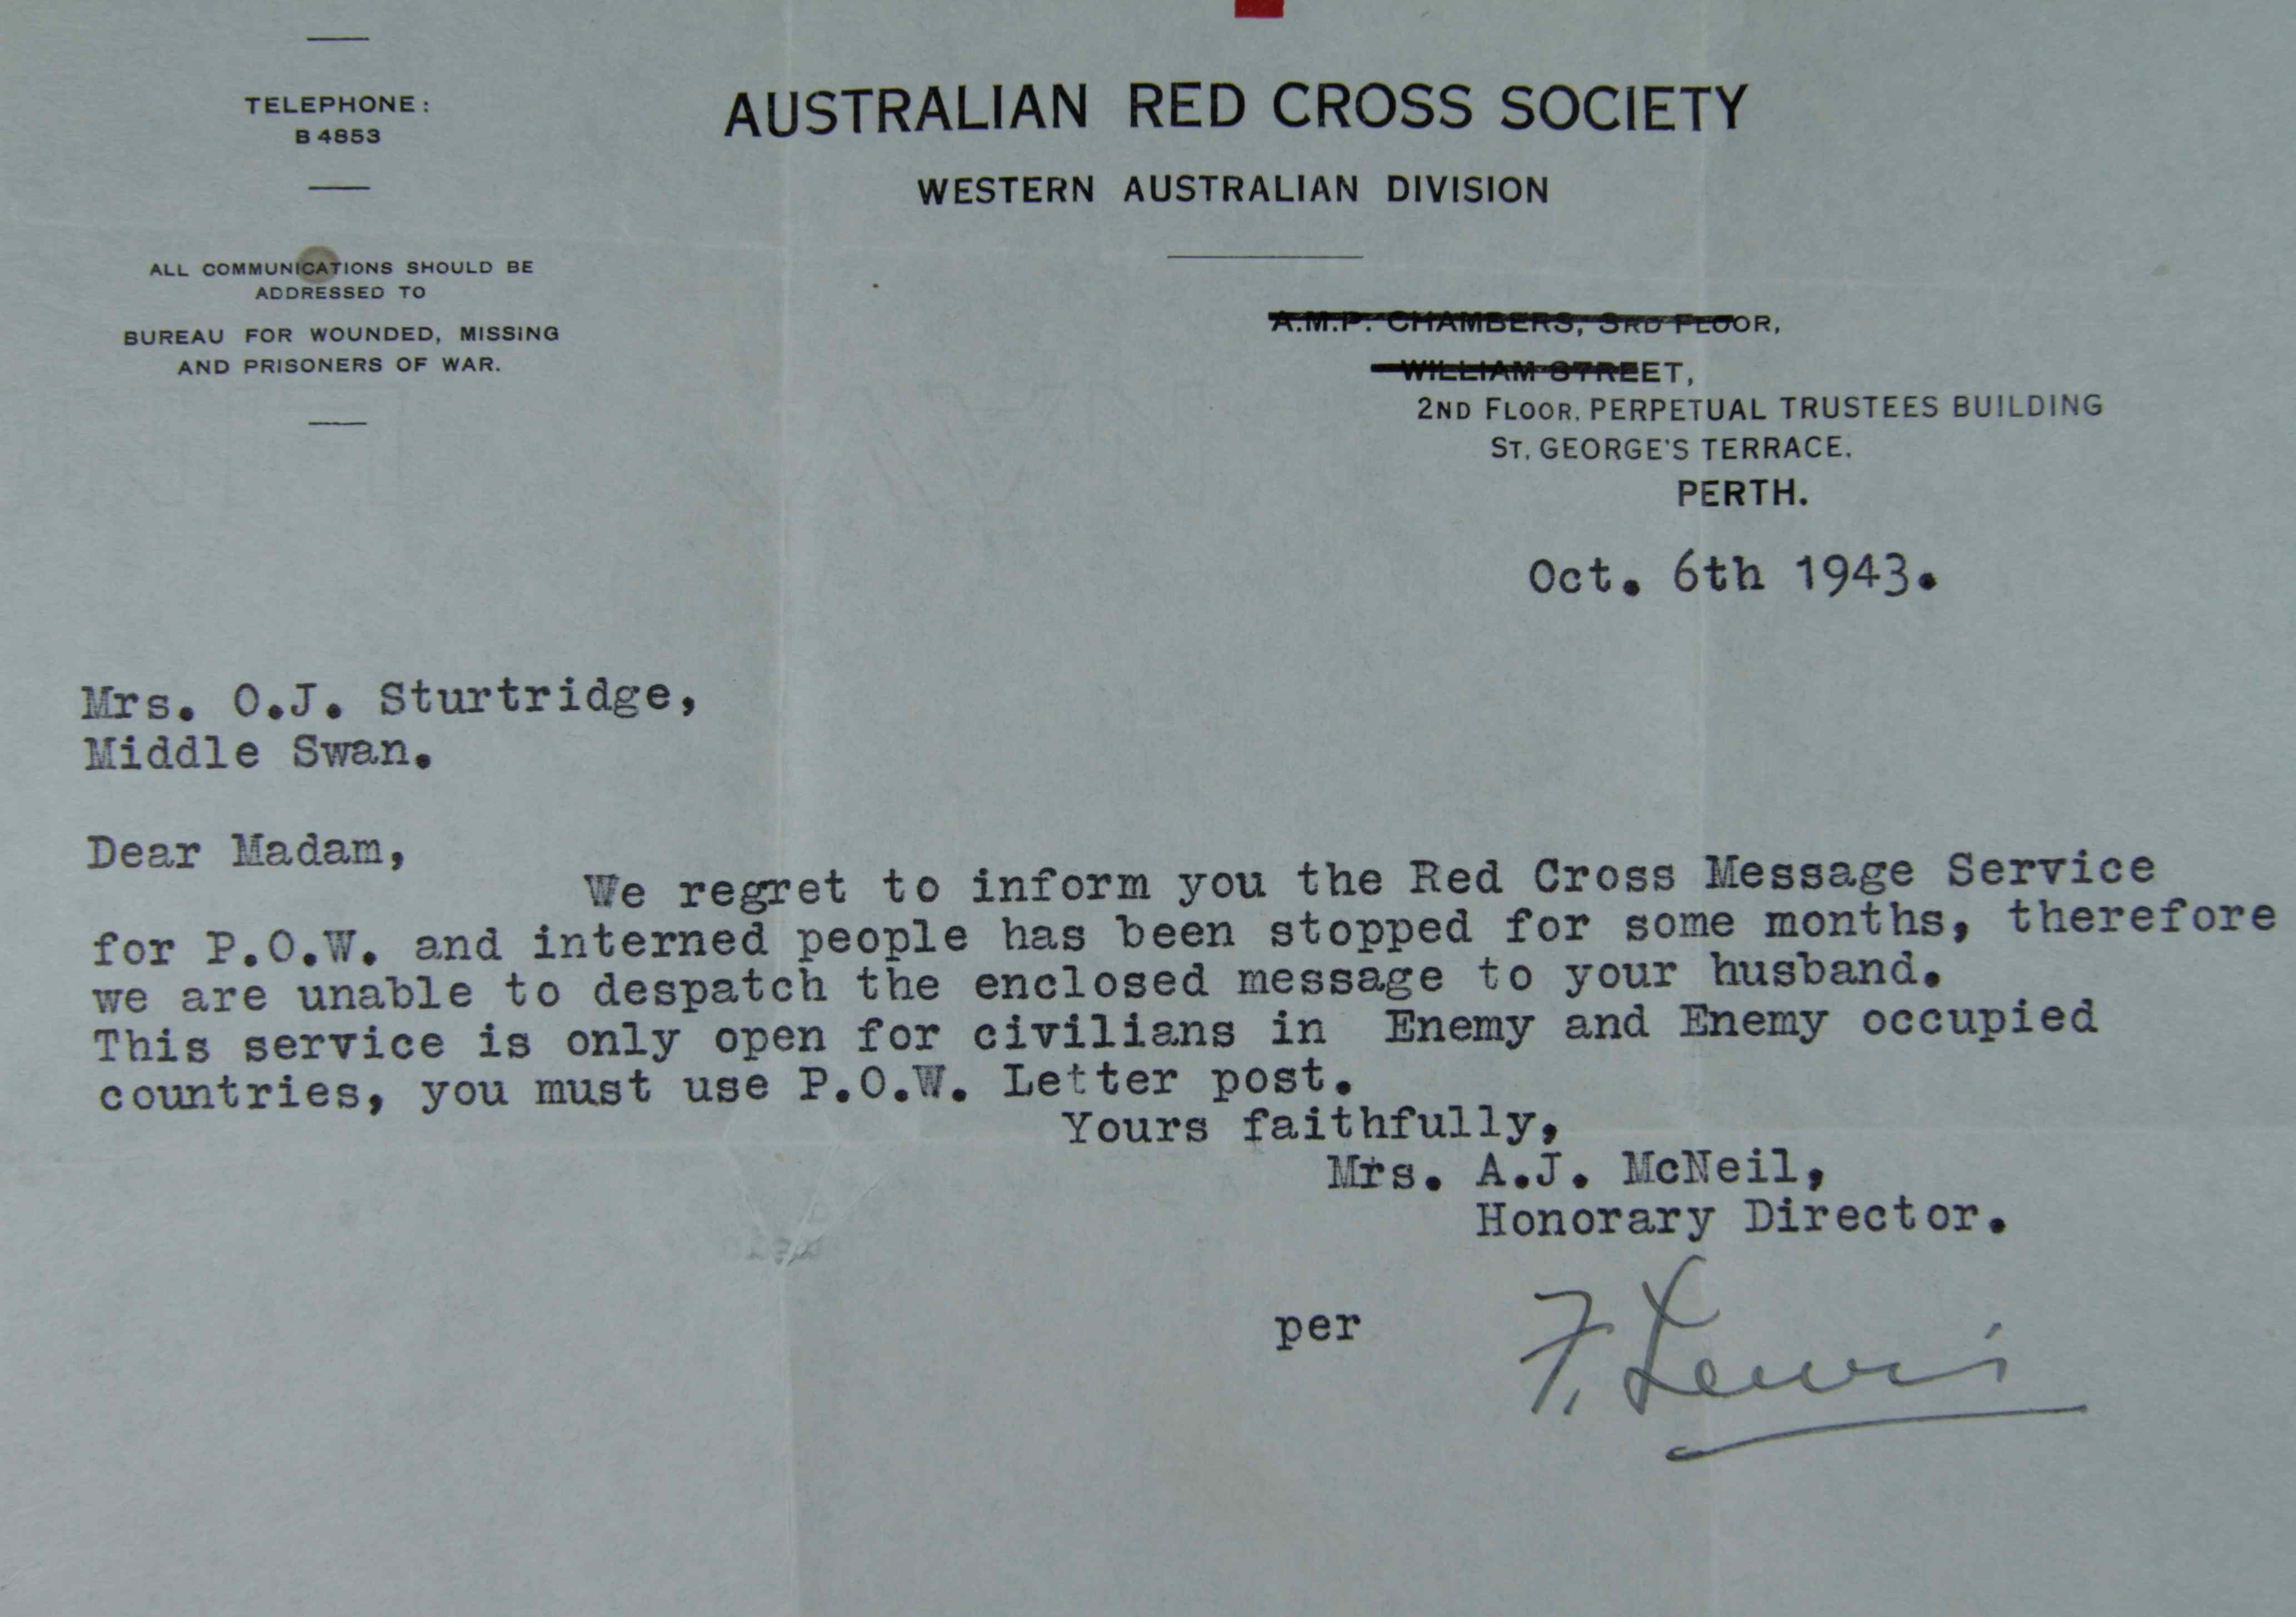 TELEPHONE:
B 4853
ALL COMMUNICATIONS SHOULD BE
ADDRESSED TO
BUREAU FOR WOUNDED, MISSING
AND PRISONERS OF WAR.
AUSTRALIAN RED CROSS SOCIETY
WESTERN AUSTRALIAN DIVISION
A.M.P. CHAMBERS, 3RD FLOOR,
WILLIAM STREET,
2ND FLOOR, PERPETUAL TRUSTEES BUILDING
ST. GEORGE'S TERRACE.
PERTH.
Oct. 6th 1943.
Mrs. O.J. Sturtridge,
Middle Swan.
Dear Madam,
We regret to inform you the Red Cross Message Service
for P.O.W. and interned people has been stopped for some months, therefore
we are unable to despatch the enclosed message to your husband.
This service is only open for civilians in Enemy and Enemy occupied
countries, you must use P.O.W. Letter post.
Yours faithfully,
Mrs. A.J. McNeil,
Honorary Director.
per F. Lewis